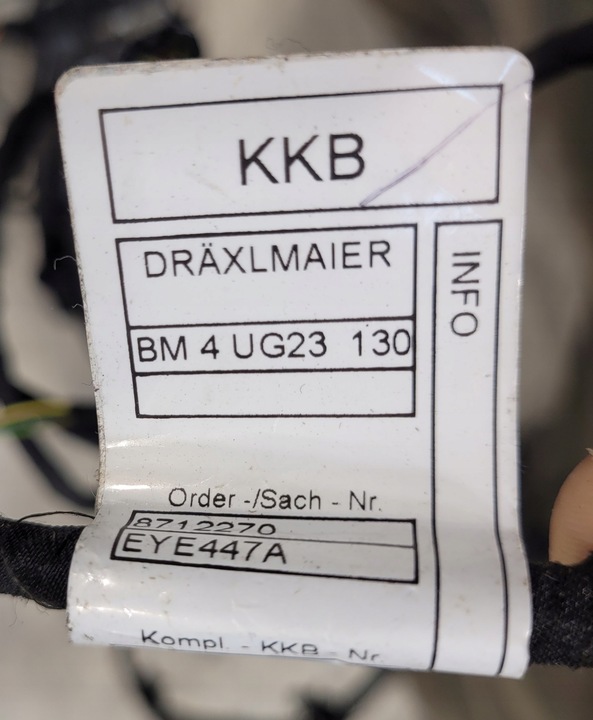 KKB
DRÄXLMAIER
INFO
BM 4 UG23 130
Order -/Sach - Nr.
8712270
EYE447A
Kompl. - KKB - Nr